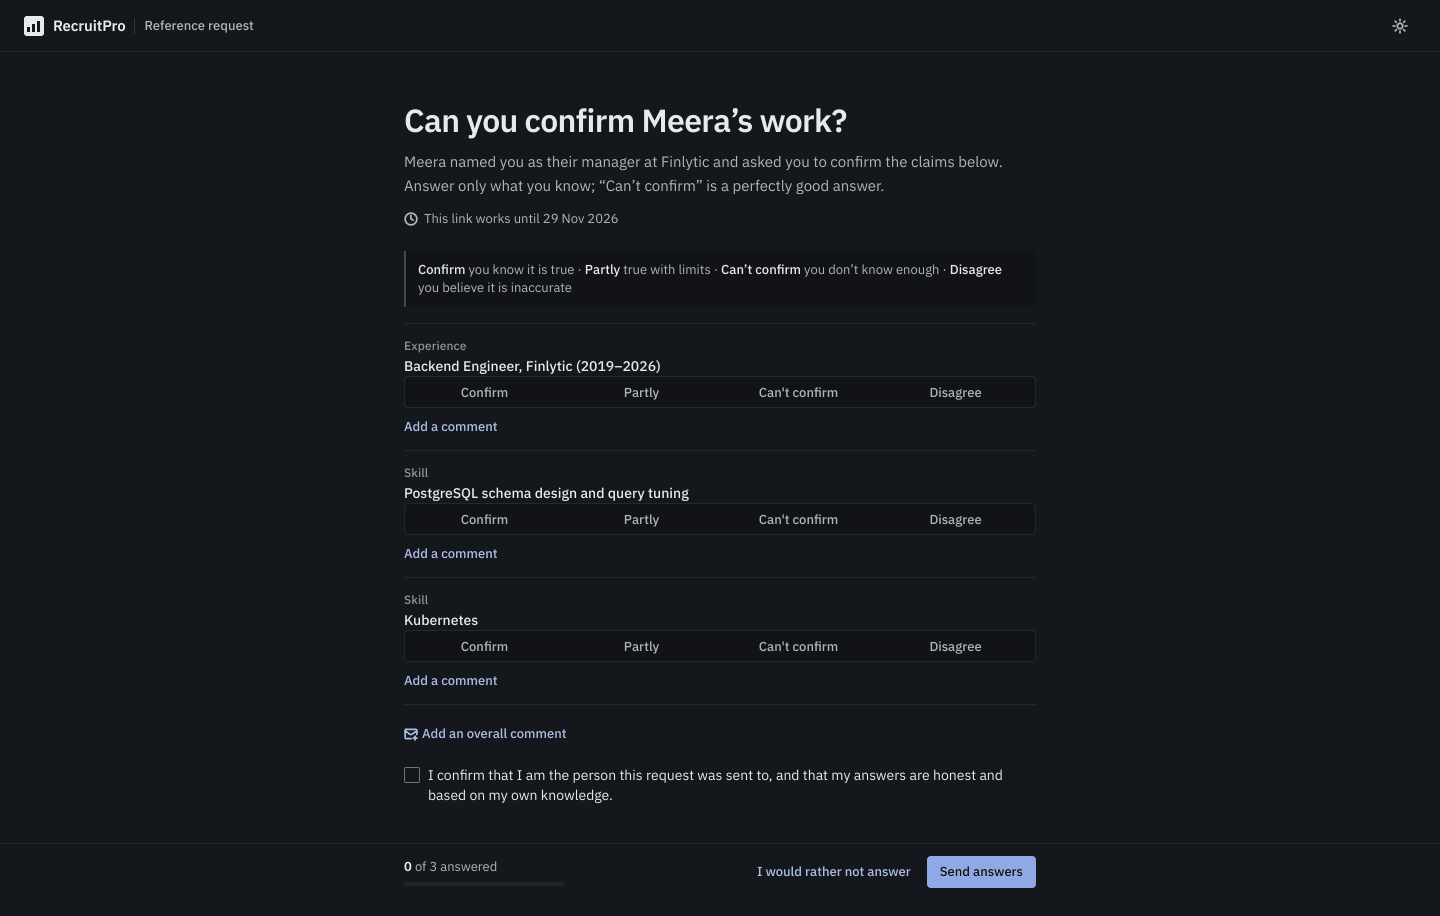 RecruitPro
Reference request
Can you confirm Meera’s work?
Meera named you as their manager at Finlytic and asked you to confirm the claims below.
Answer only what you know; “Can’t confirm” is a perfectly good answer.
This link works until 29 Nov 2026
Confirm you know it is true · Partly true with limits · Can’t confirm you don’t know enough · Disagree
you believe it is inaccurate
Experience
Backend Engineer, Finlytic (2019–2026)
Confirm Partly Can't confirm Disagree
Add a comment
Skill
PostgreSQL schema design and query tuning
Confirm Partly Can't confirm Disagree
Add a comment
Skill
Kubernetes
Confirm Partly Can't confirm Disagree
Add a comment
Add an overall comment
I confirm that I am the person this request was sent to, and that my answers are honest and
based on my own knowledge.
0 of 3 answered
I would rather not answer
Send answers